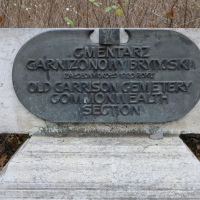 CMENTARZ
GARNIZONOWY BRYTYJSKI
OLD GARRISON CEMETERY
COMMONWEALTH
SECTION